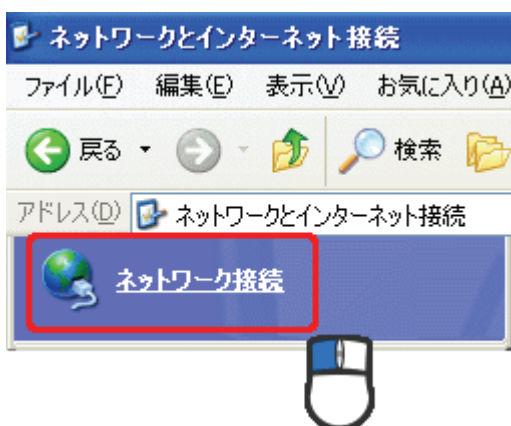 ネットワークとインターネット接続
ファイル(F) 編集(E) 表示(V) お気に入り(A)
戻る 検索
アドレス(D) ネットワークとインターネット接続
ネットワーク接続